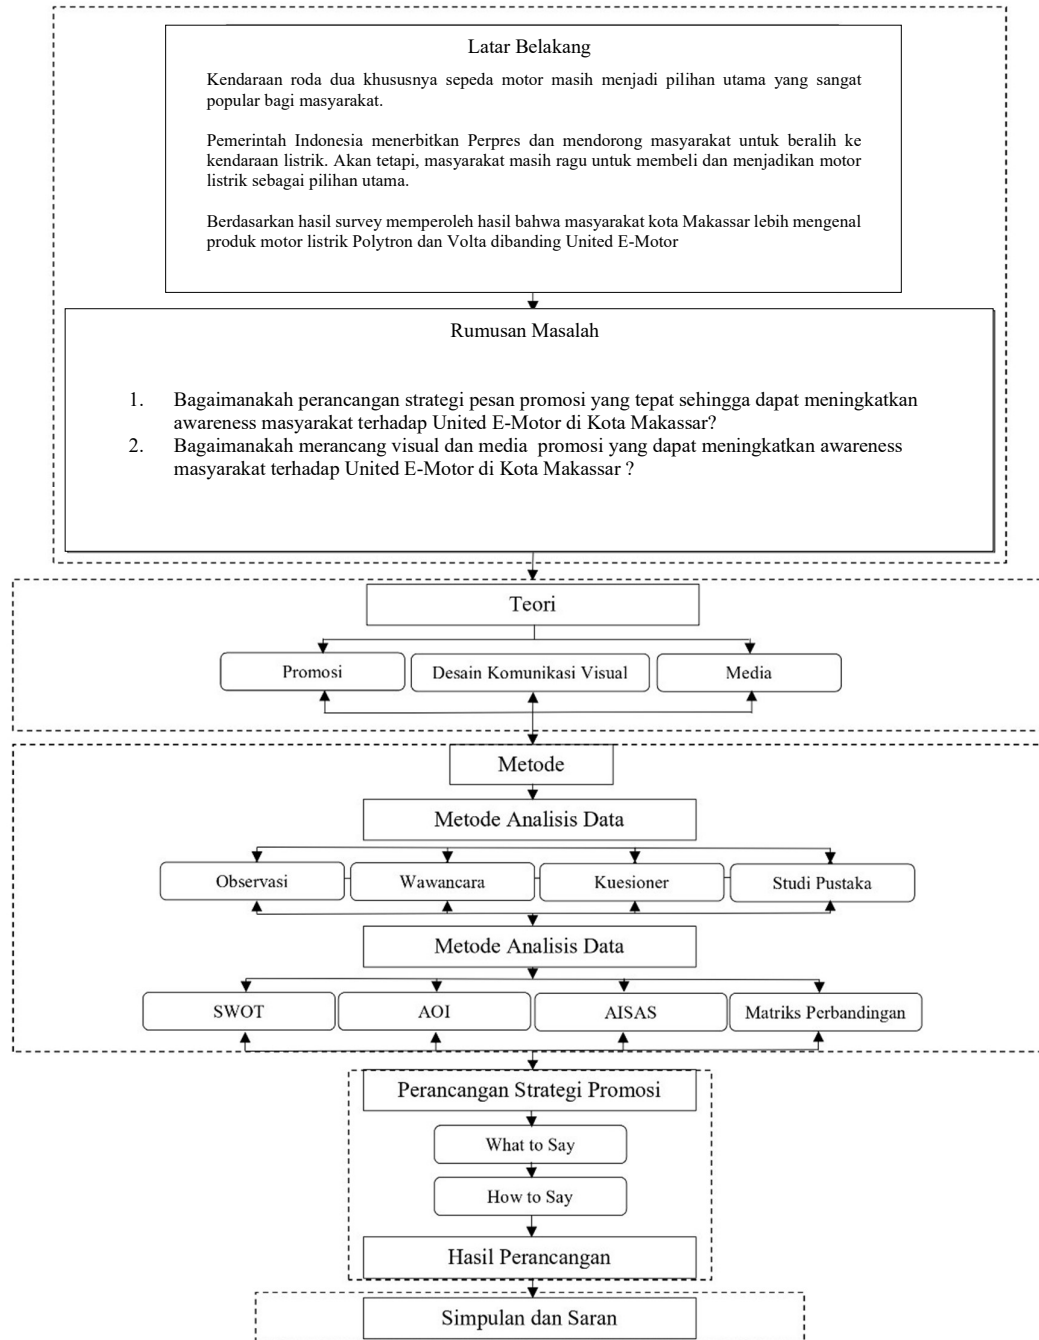 Latar Belakang
Kendaraan roda dua khususnya sepeda motor masih menjadi pilihan utama yang sangat
popular bagi masyarakat.
Pemerintah Indonesia menerbitkan Perpres dan mendorong masyarakat untuk beralih ke
kendaraan listrik. Akan tetapi, masyarakat masih ragu untuk membeli dan menjadikan motor
listrik sebagai pilihan utama.
Berdasarkan hasil survey memperoleh hasil bahwa masyarakat kota Makassar lebih mengenal
produk motor listrik Polytron dan Volta dibanding United E-Motor
Rumusan Masalah
1. Bagaimanakah perancangan strategi pesan promosi yang tepat sehingga dapat meningkatkan
awareness masyarakat terhadap United E-Motor di Kota Makassar?
2. Bagaimanakah merancang visual dan media promosi yang dapat meningkatkan awareness
masyarakat terhadap United E-Motor di Kota Makassar ?
Teori
Promosi
Desain Komunikasi Visual
Media
Metode
Metode Analisis Data
Observasi
Wawancara
Kuesioner
Studi Pustaka
Metode Analisis Data
SWOT
AOI
AISAS
Matriks Perbandingan
Perancangan Strategi Promosi
What to Say
How to Say
Hasil Perancangan
Simpulan dan Saran